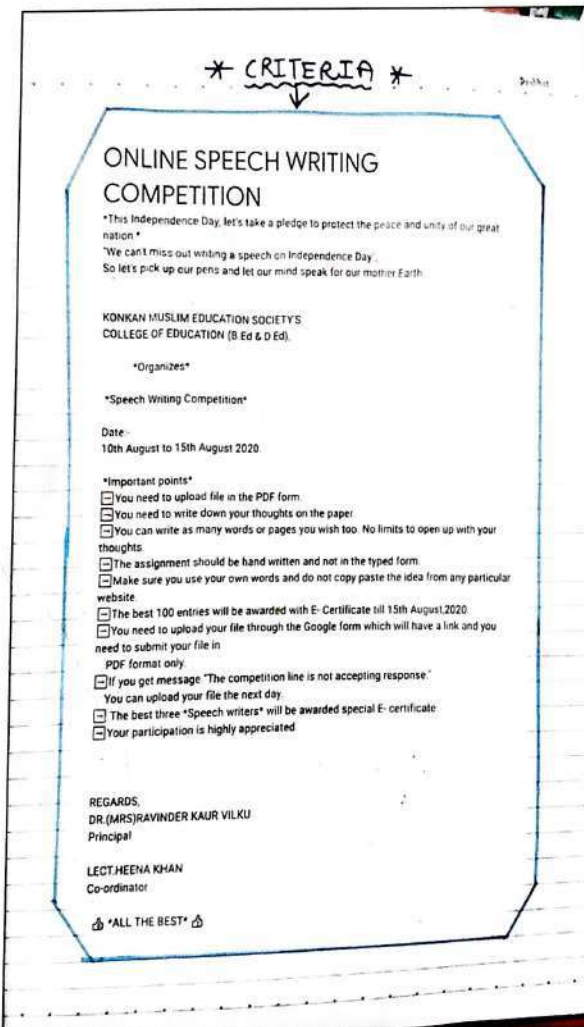 * CRITERIA *
ONLINE SPEECH WRITING
COMPETITION
*This Independence Day, let's take a pledge to protect the peace and unity of our great
nation.*
"We can't miss out writing a speech on Independence Day".
So let's pick up our pens and let our mind speak for our mother Earth.
KONKAN MUSLIM EDUCATION SOCIETY'S
COLLEGE OF EDUCATION (B.Ed & D.Ed),
*Organizes*
*Speech Writing Competition*
Date:-
10th August to 15th August 2020.
*Important points*
You need to upload file in the PDF form.
You need to write down your thoughts on the paper.
You can write as many words or pages you wish too. No limits to open up with your
thoughts.
The assignment should be hand written and not in the typed form.
Make sure you use your own words and do not copy paste the idea from any particular
website.
The best 100 entries will be awarded with E- Certificate till 15th August,2020.
You need to upload your file through the Google form which will have a link and you
need to submit your file in
PDF format only.
If you get message "The competition line is not accepting response."
You can upload your file the next day.
The best three *Speech writers* will be awarded special E- certificate
Your participation is highly appreciated
REGARDS,
DR.(MRS)RAVINDER KAUR VILKU
Principal
LECT.HEENA KHAN
Co-ordinator
👍 *ALL THE BEST* 👍